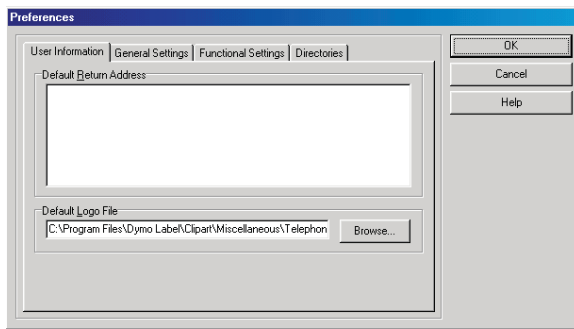 Preferences
User Information General Settings Functional Settings Directories
OK
Cancel
Help
Default Return Address
Default Logo File
C:\Program Files\Dymo Label\Clipart\Miscellaneous\Telephon
Browse...